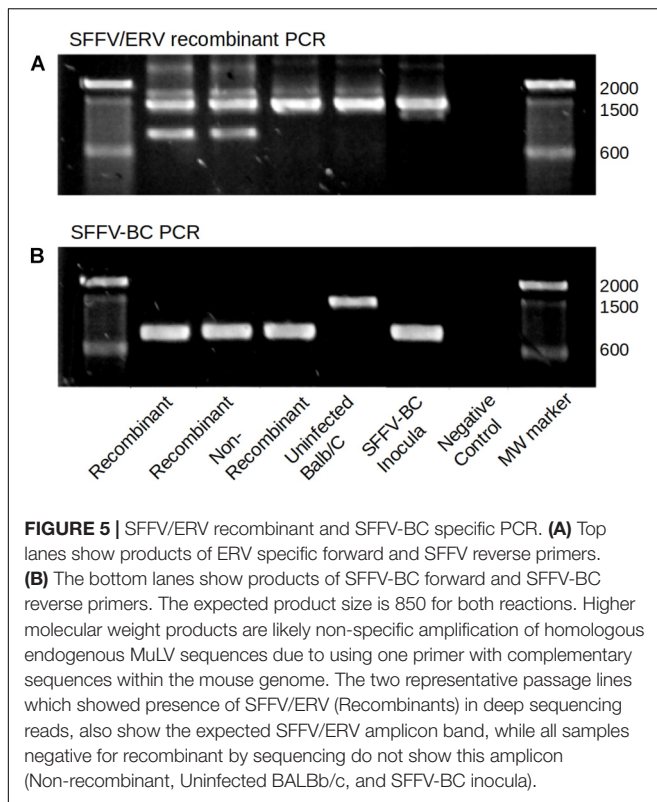 SFFV/ERV recombinant PCR
A
2000
1500
600
SFFV-BC PCR
B
2000
1500
600
Recombinant
Recombinant
Non-
Recombinant
Uninfected
Balb/C
SFFV-BC
Inocula
Negative
Control
MW marker
FIGURE 5 | SFFV/ERV recombinant and SFFV-BC specific PCR. (A) Top
lanes show products of ERV specific forward and SFFV reverse primers.
(B) The bottom lanes show products of SFFV-BC forward and SFFV-BC
reverse primers. The expected product size is 850 for both reactions. Higher
molecular weight products are likely non-specific amplification of homologous
endogenous MuLV sequences due to using one primer with complementary
sequences within the mouse genome. The two representative passage lines
which showed presence of SFFV/ERV (Recombinants) in deep sequencing
reads, also show the expected SFFV/ERV amplicon band, while all samples
negative for recombinant by sequencing do not show this amplicon
(Non-recombinant, Uninfected BALBb/c, and SFFV-BC inocula).